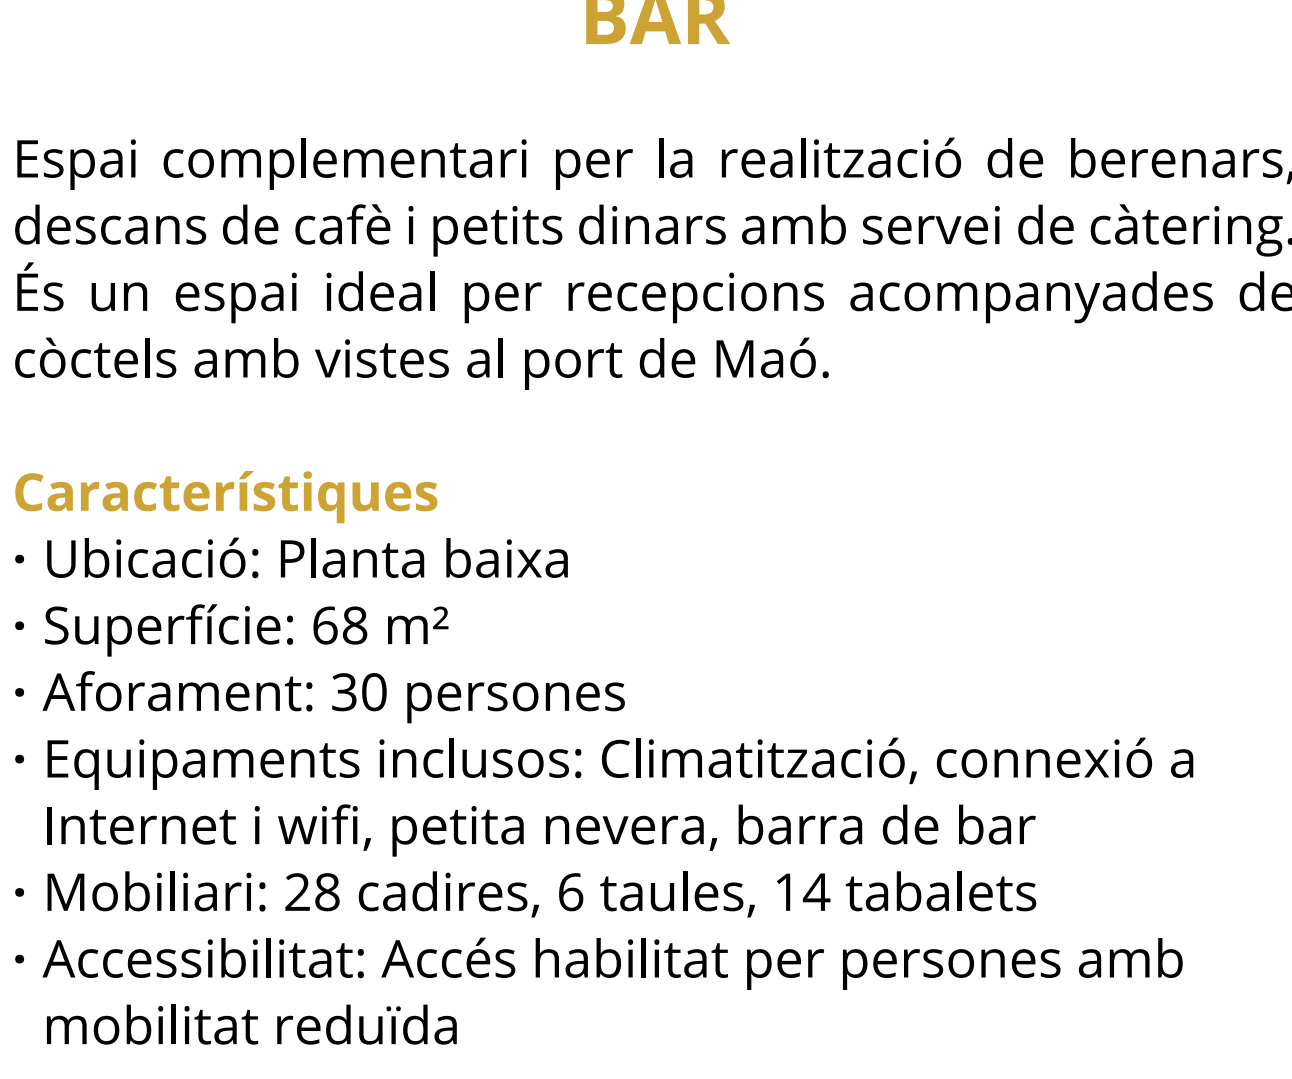 BAR
Espai complementari per la realització de berenars,
descans de cafè i petits dinars amb servei de càtering.
És un espai ideal per recepcions acompanyades de
còctels amb vistes al port de Maó.
Característiques
· Ubicació: Planta baixa
· Superfície: 68 m²
· Aforament: 30 persones
· Equipaments inclusos: Climatització, connexió a
Internet i wifi, petita nevera, barra de bar
· Mobiliari: 28 cadires, 6 taules, 14 tabalets
· Accessibilitat: Accés habilitat per persones amb
mobilitat reduïda